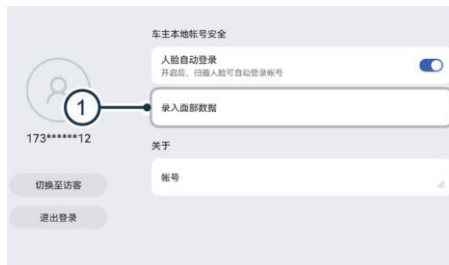 车主本地帐号安全
人脸自动登录
开启后，扫描人脸可自动登录帐号
1
录入面部数据
173******12
关于
帐号
切换至访客
退出登录